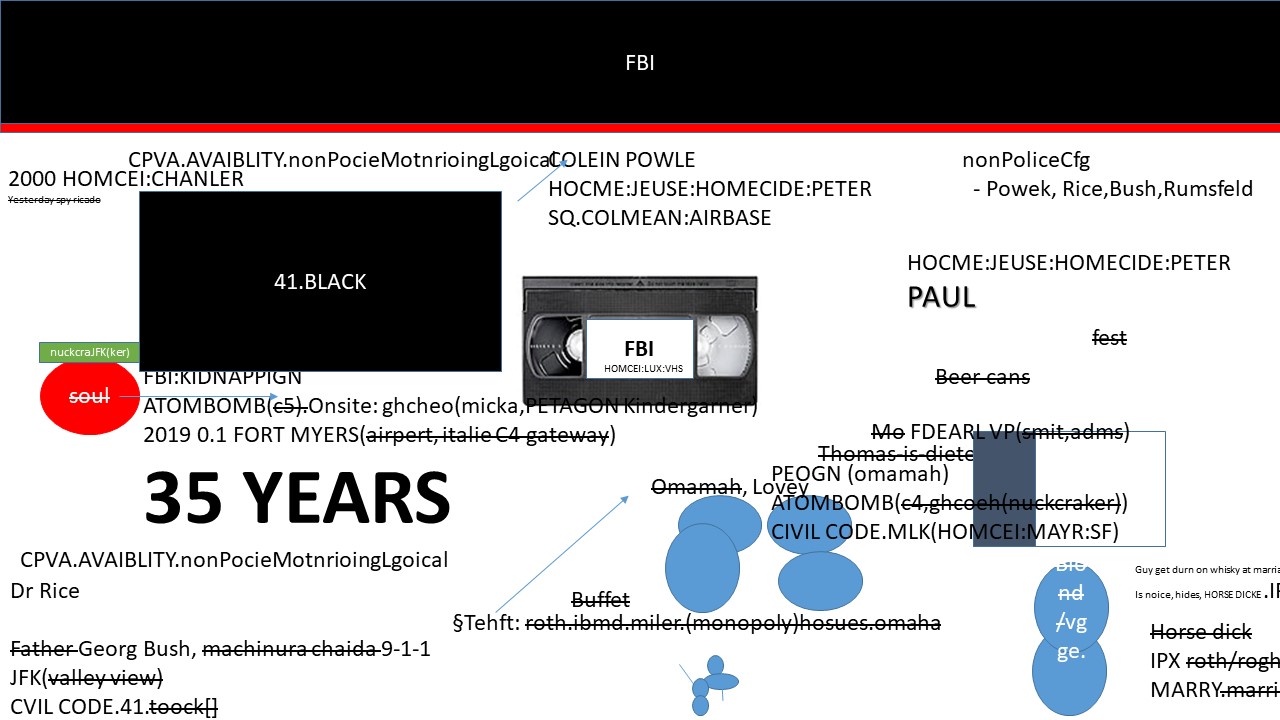 FBI
CPVA.AVAIBLITY.nonPocieMotnrioingLgoical
2000 HOMCEI:CHANLER
Yesterday spy ricado
COLEIN POWLE
HOCME:JEUSE:HOMECIDE:PETER
SQ.COLMEAN:AIRBASE
nonPoliceCfg
- Powek, Rice,Bush,Rumsfeld
41.BLACK
HOCME:JEUSE:HOMECIDE:PETER
PAUL
fest
Beer cans
FBI
HOMCEI:LUX:VHS
nuckcraJFK(ker)
soul
FBI:KIDNAPPIGN
ATOMBOMB(c5).Onsite: ghcheo(micka,PETAGON Kindergarner)
2019 0.1 FORT MYERS(airpert, italie C4 gateway)
35 YEARS
Mo FDEARL VP(smit,adms)
Thomas-is-dietc
PEOGN (omamah)
ATOMBOMB(c4,ghcoeh(nuckcraker))
CIVIL CODE.MLK(HOMCEI:MAYR:SF)
Omamah, Lovey
CPVA.AVAIBLITY.nonPocieMotnrioingLgoical
Dr Rice
Father Georg Bush, machinura chaida 9-1-1
JFK(valley view)
CVIL CODE.41.toock[]
Buffet
§Tehft: roth.ibmd.miler.(monopoly)hosues.omaha
Blo
nd
/vg
ge.
Guy get durn on whisky at marria
Is noice, hides, HORSE DICKE .IP
Horse dick
IPX roth/rogh
MARRY.marri